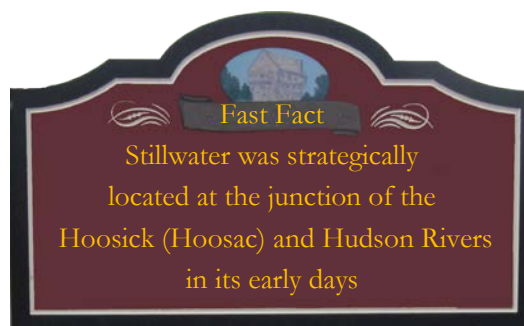 Fast Fact
Stillwater was strategically
located at the junction of the
Hoosick (Hoosac) and Hudson Rivers
in its early days